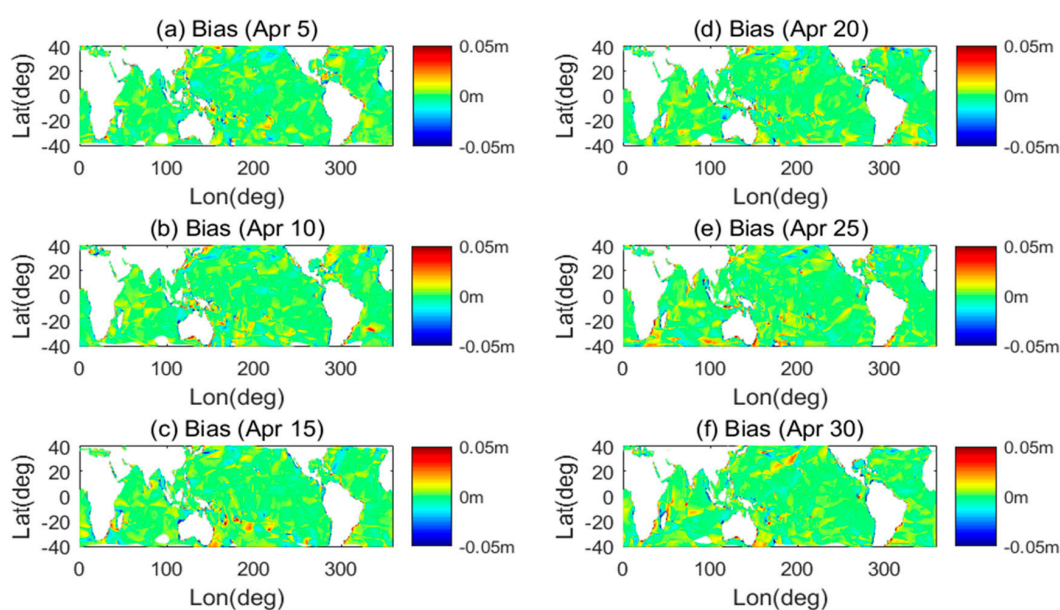 (a) Bias (Apr 5)
40
20
0
-20
-40
Lat(deg)
0 100 200 300
Lon(deg)
0.05m
0m
-0.05m
(b) Bias (Apr 10)
40
20
0
-20
-40
Lat(deg)
0 100 200 300
Lon(deg)
0.05m
0m
-0.05m
(c) Bias (Apr 15)
40
20
0
-20
-40
Lat(deg)
0 100 200 300
Lon(deg)
0.05m
0m
-0.05m
(d) Bias (Apr 20)
40
20
0
-20
-40
Lat(deg)
0 100 200 300
Lon(deg)
0.05m
0m
-0.05m
(e) Bias (Apr 25)
40
20
0
-20
-40
Lat(deg)
0 100 200 300
Lon(deg)
0.05m
0m
-0.05m
(f) Bias (Apr 30)
40
20
0
-20
-40
Lat(deg)
0 100 200 300
Lon(deg)
0.05m
0m
-0.05m